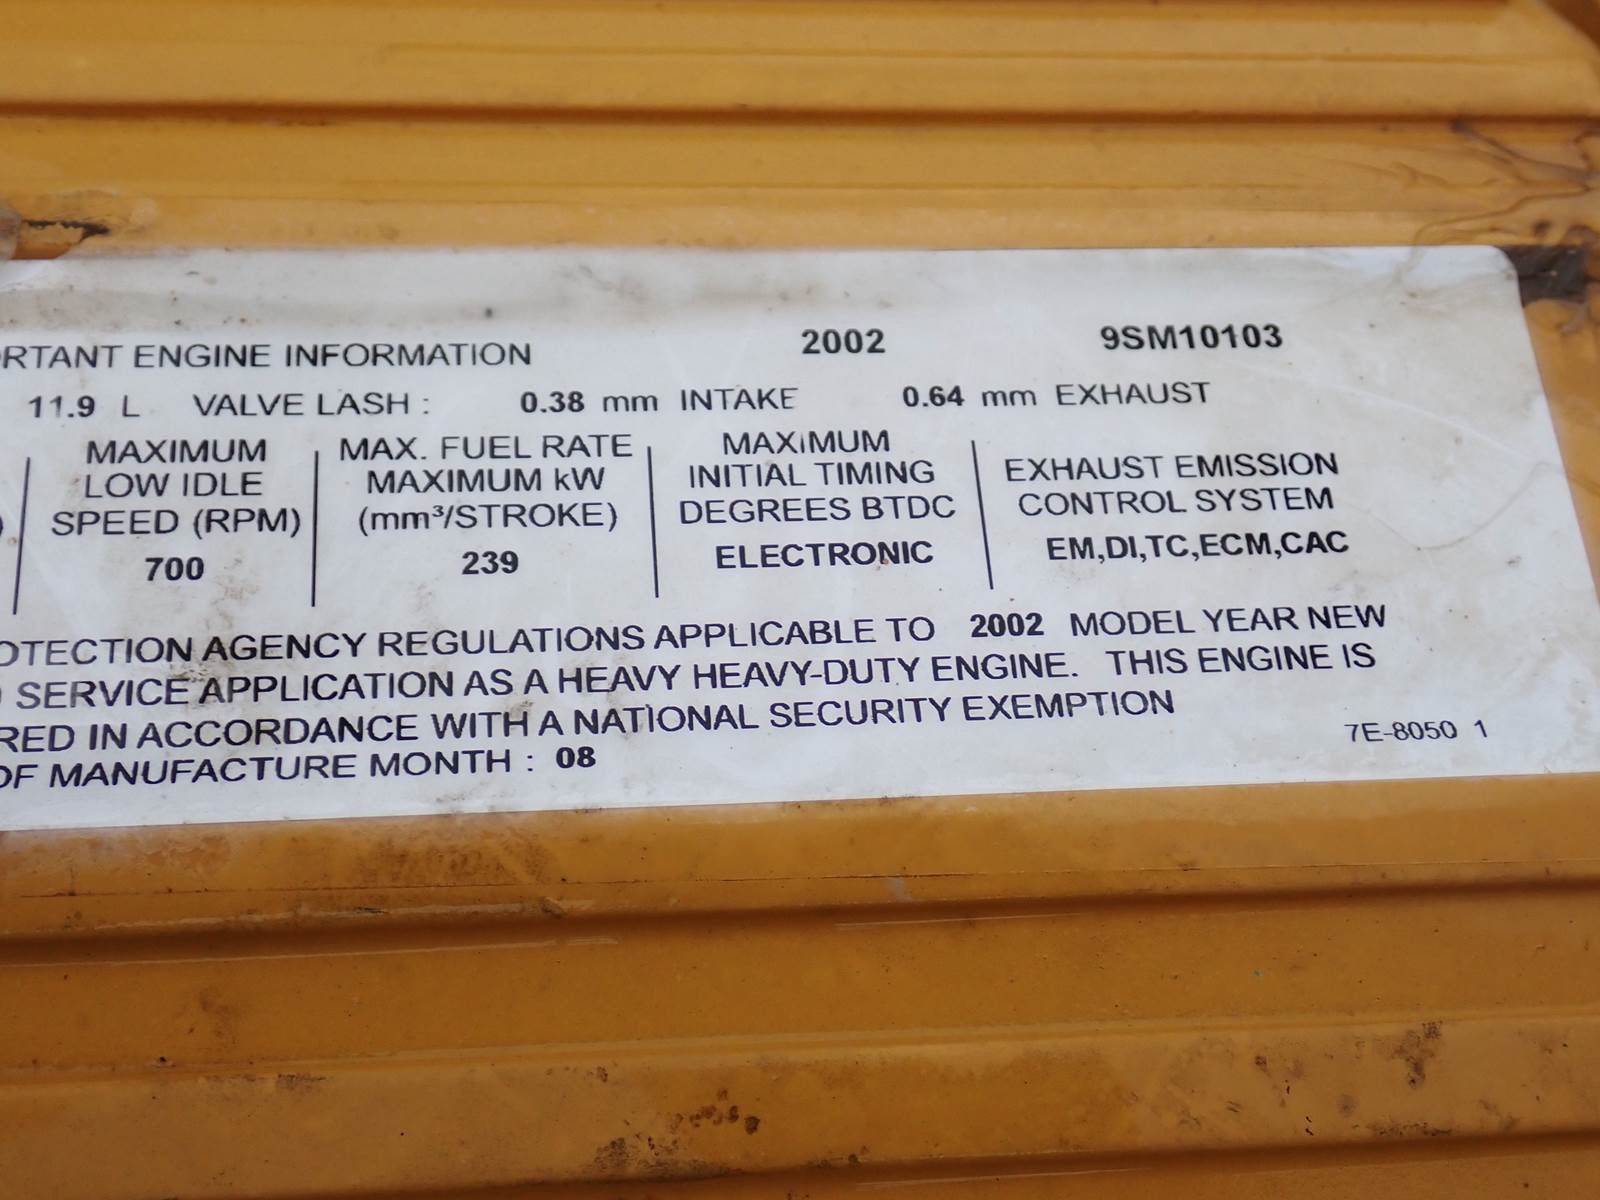 RTANT ENGINE INFORMATION 2002 9SM10103
11.9 L VALVE LASH : 0.38 mm INTAKE 0.64 mm EXHAUST
MAXIMUM
LOW IDLE
SPEED (RPM)
700
MAX. FUEL RATE
MAXIMUM kW
(mm³/STROKE)
239
MAXIMUM
INITIAL TIMING
DEGREES BTDC
ELECTRONIC
EXHAUST EMISSION
CONTROL SYSTEM
EM,DI,TC,ECM,CAC
OTECTION AGENCY REGULATIONS APPLICABLE TO 2002 MODEL YEAR NEW
SERVICE APPLICATION AS A HEAVY HEAVY-DUTY ENGINE. THIS ENGINE IS
RED IN ACCORDANCE WITH A NATIONAL SECURITY EXEMPTION
OF MANUFACTURE MONTH : 08
7E-8050 1